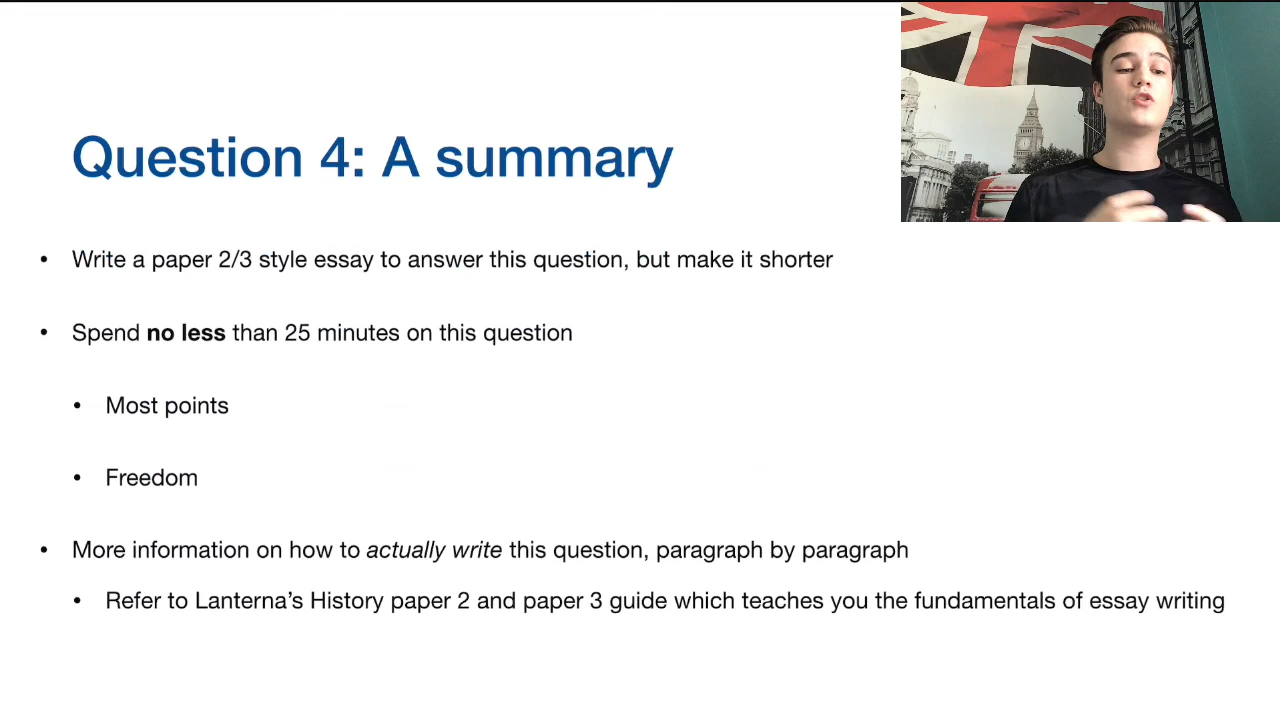 Question 4: A summary
• Write a paper 2/3 style essay to answer this question, but make it shorter
• Spend no less than 25 minutes on this question
• Most points
• Freedom
• More information on how to actually write this question, paragraph by paragraph
• Refer to Lanterna’s History paper 2 and paper 3 guide which teaches you the fundamentals of essay writing